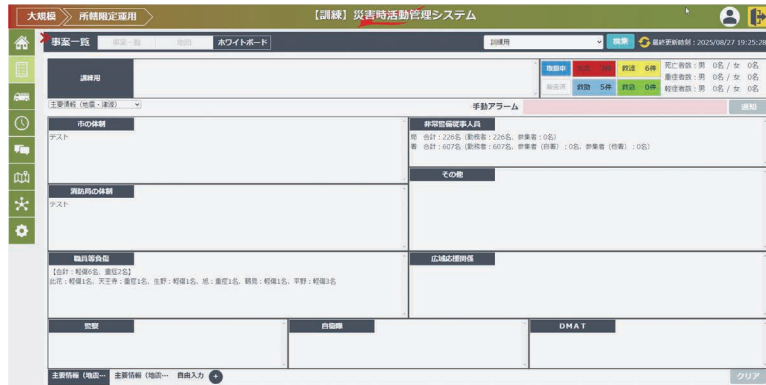 大規模 所轄限定運用
【訓練】災害時活動管理システム
事案一覧 ホワイトボード 訓練用 検索 最終更新時刻：2025/08/27 19:25:28
訓練用
救護 6件
救助 5件 救急 0件
死亡者数：男 0名 / 女 0名
重症者数：男 0名 / 女 0名
軽症者数：男 0名 / 女 0名
主要情報（地震・津波）
手動アラーム 通知
市の体制
テスト
非常警備従事人員
局 合計：226名（勤務者：226名、参集者：0名）
署 合計：607名（勤務者：607名、参集者（自署）：0名、参集者（他署）：0名）
消防局の体制
テスト
その他
職員等負傷
【合計：軽傷6名、重症2名】
此花：軽傷1名、天王寺：重症1名、生野：軽傷1名、旭：重症1名、鶴見：軽傷1名、平野：軽傷3名
広域応援関係
警察
自衛隊
DMAT
主要情報（地震… 主要情報（地震… 自由入力 +
クリア